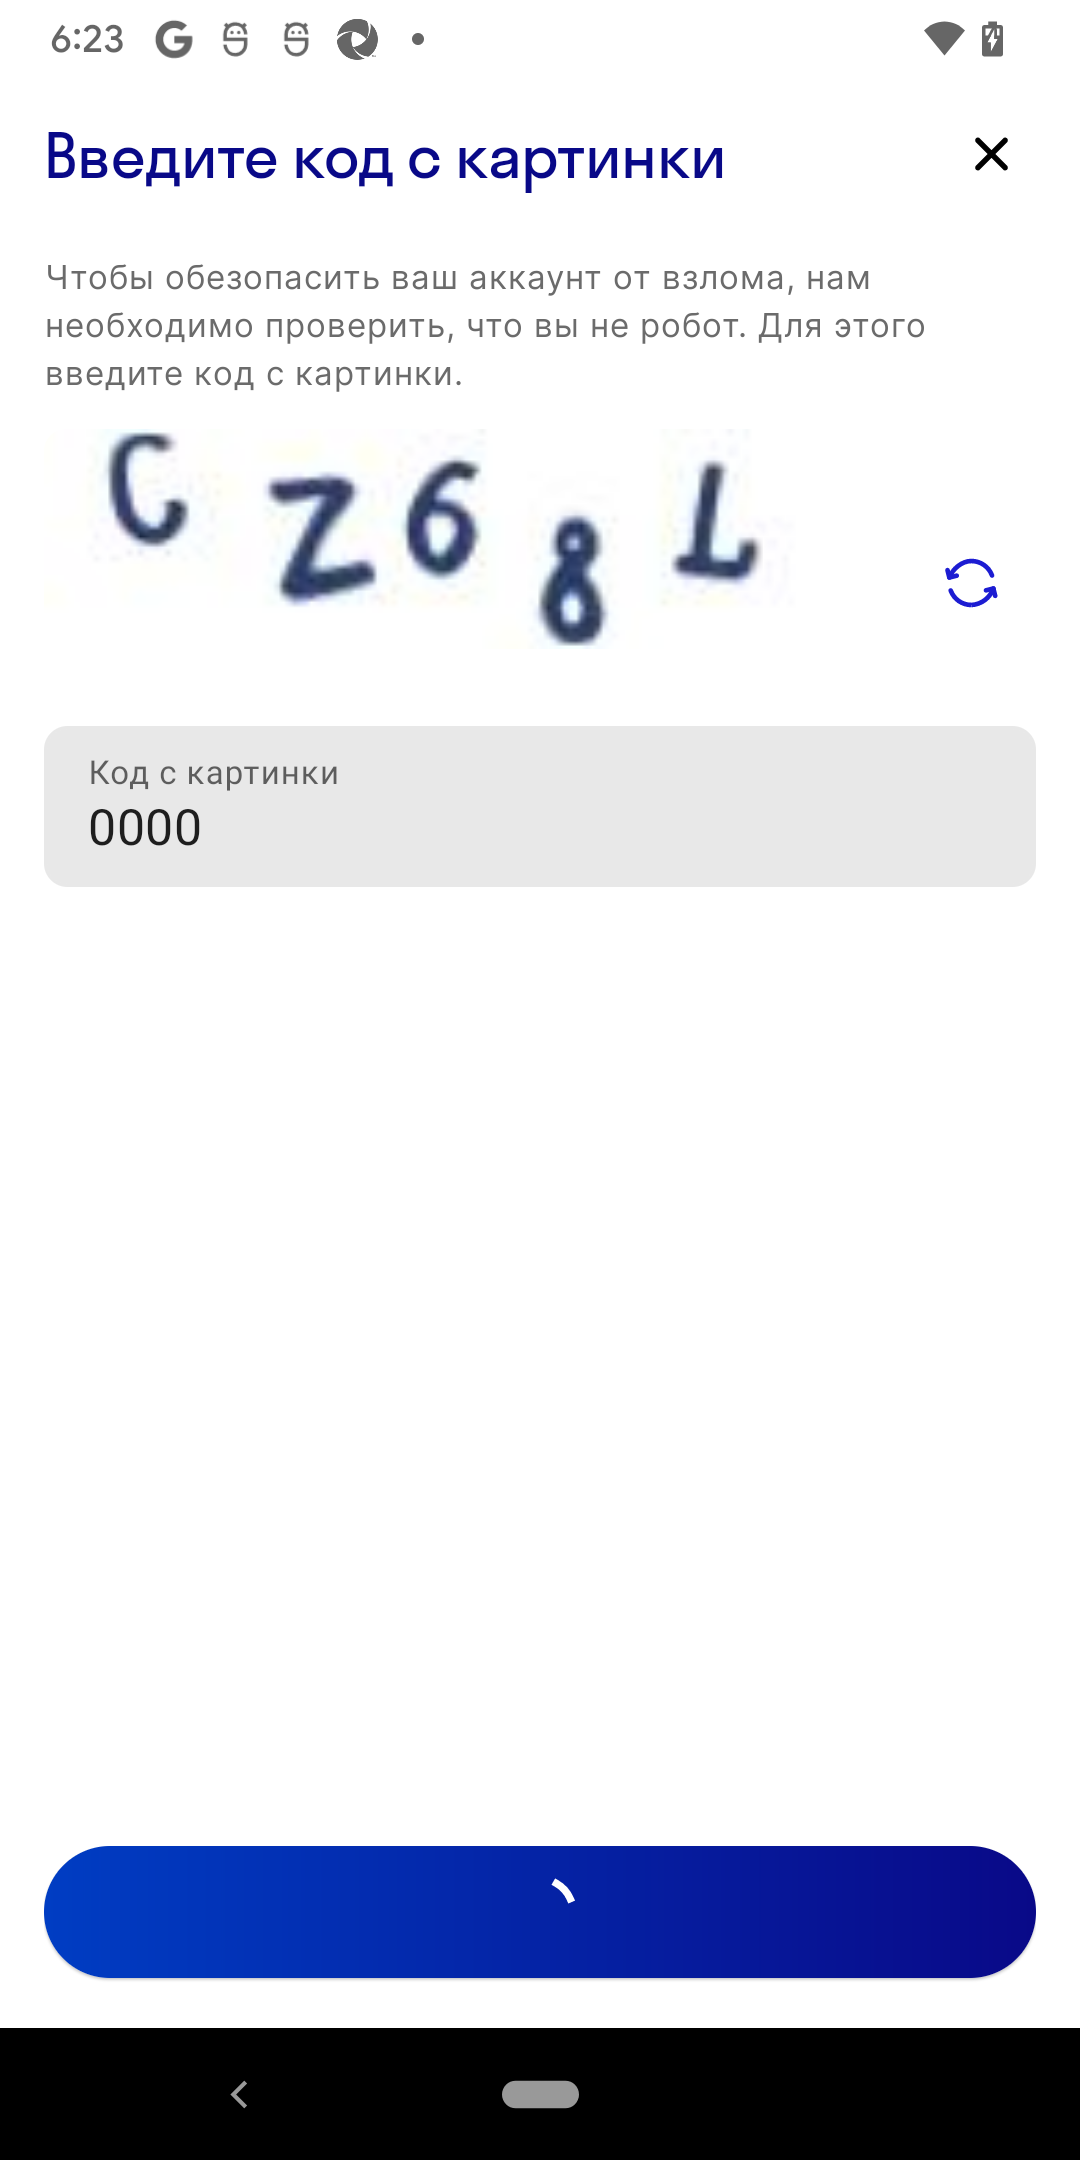 6:23
Введите код с картинки
Чтобы обезопасить ваш аккаунт от взлома, нам
необходимо проверить, что вы не робот. Для этого
введите код с картинки.
C Z 6 8 L
Код с картинки
0000